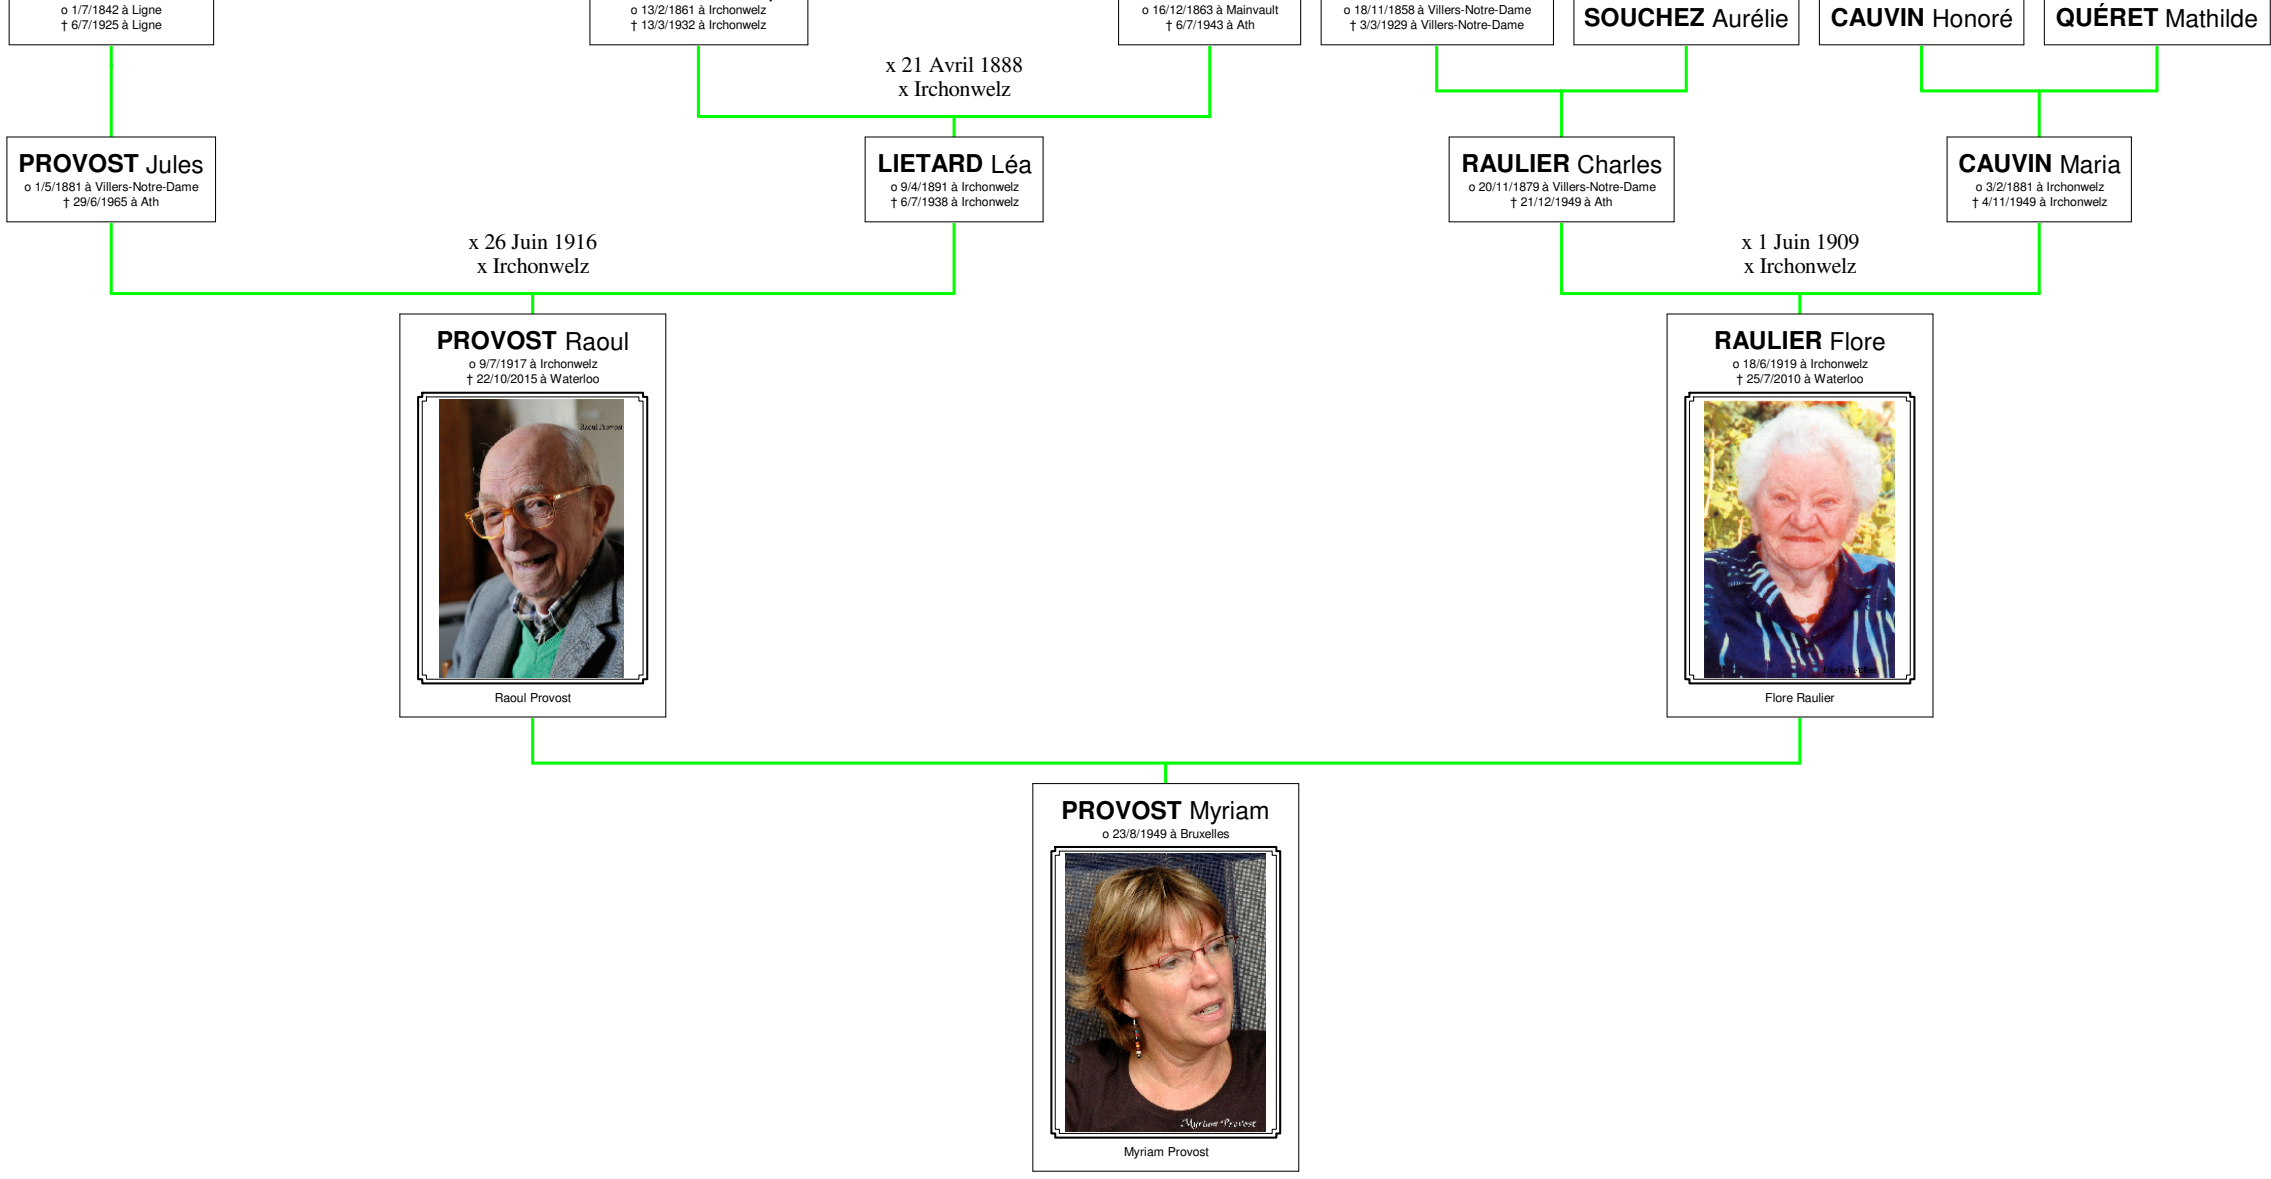 o 1/7/1842 à Ligne
† 6/7/1925 à Ligne
o 13/2/1861 à Irchonwelz
† 13/3/1932 à Irchonwelz
o 16/12/1863 à Mainvault
† 6/7/1943 à Ath
o 18/11/1858 à Villers-Notre-Dame
† 3/3/1929 à Villers-Notre-Dame
SOUCHEZ Aurélie
CAUVIN Honoré
QUÉRET Mathilde
x 21 Avril 1888
x Irchonwelz
PROVOST Jules
o 1/5/1881 à Villers-Notre-Dame
† 29/6/1965 à Ath
LIETARD Léa
o 9/4/1891 à Irchonwelz
† 6/7/1938 à Irchonwelz
RAULIER Charles
o 20/11/1879 à Villers-Notre-Dame
† 21/12/1949 à Ath
CAUVIN Maria
o 3/2/1881 à Irchonwelz
† 4/11/1949 à Irchonwelz
x 26 Juin 1916
x Irchonwelz
x 1 Juin 1909
x Irchonwelz
PROVOST Raoul
o 9/7/1917 à Irchonwelz
† 22/10/2015 à Waterloo
Raoul Provost
Raoul Provost
RAULIER Flore
o 18/6/1919 à Irchonwelz
† 25/7/2010 à Waterloo
Flore Raulier
Flore Raulier
PROVOST Myriam
o 23/8/1949 à Bruxelles
Myriam Provost
Myriam Provost